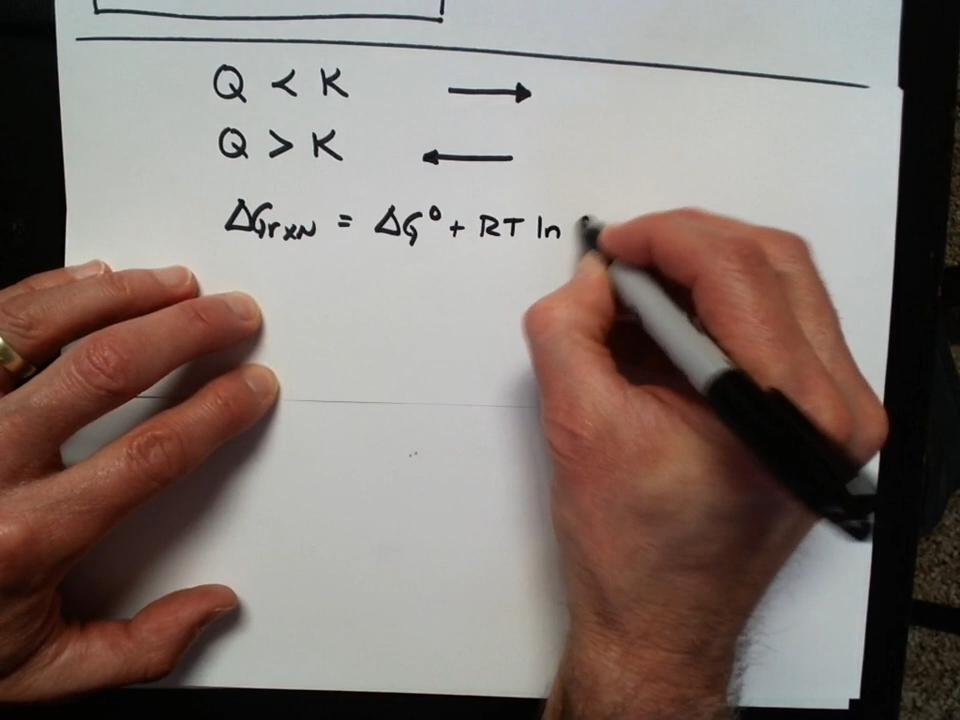 Q < K →
Q > K ←
ΔGrxN = ΔG° + RT ln